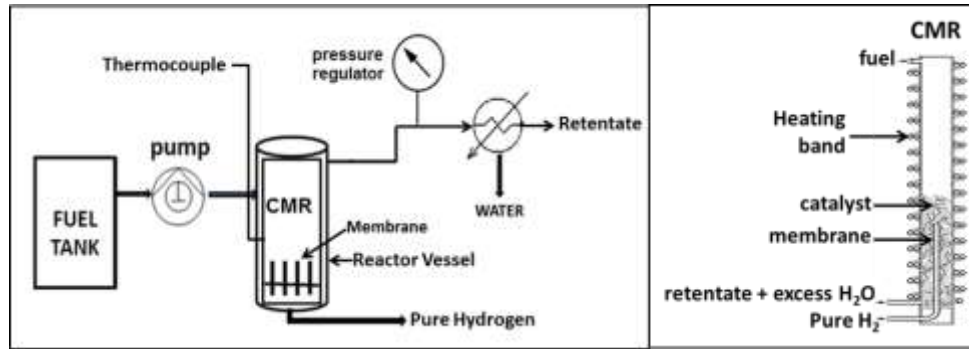 pressure
regulator
Thermocouple
Retentate
pump
WATER
FUEL
TANK
CMR
Membrane
Reactor Vessel
Pure Hydrogen
CMR
fuel
Heating
band
catalyst
membrane
retentate + excess H₂O
Pure H₂